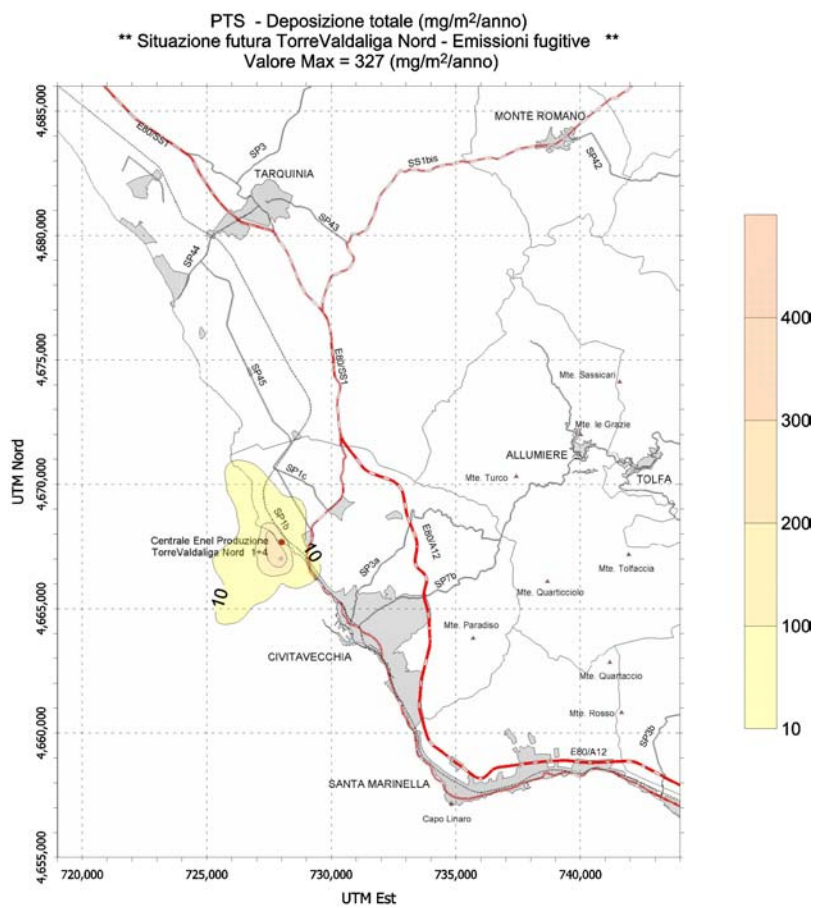 PTS - Deposizione totale (mg/m²/anno)
** Situazione futura TorreValdaliga Nord - Emissioni fugitive **
Valore Max = 327 (mg/m²/anno)
4,685,000
4,680,000
4,675,000
4,670,000
4,665,000
4,660,000
4,655,000
UTM Nord
MONTE ROMANO
E80/SS1
SP3
SS1bis
SP42
TARQUINIA
SP43
SP44
SP45
E80/SS1
Mte. Sassicari
Mte. le Grazie
ALLUMIERE
TOLFA
Mte. Turco
SP1c
SP1b
Centrale Enel Produzione
TorreValdaliga Nord 1÷4
10
10
E80/A12
SP3a
SP7b
Mte. Tolfaccia
Mte. Quarticciolo
Mte. Paradiso
CIVITAVECCHIA
Mte. Quartaccio
Mte. Rosso
SP3b
E80/A12
SANTA MARINELLA
Capo Linaro
720,000
725,000
730,000
735,000
740,000
UTM Est
400
300
200
100
10